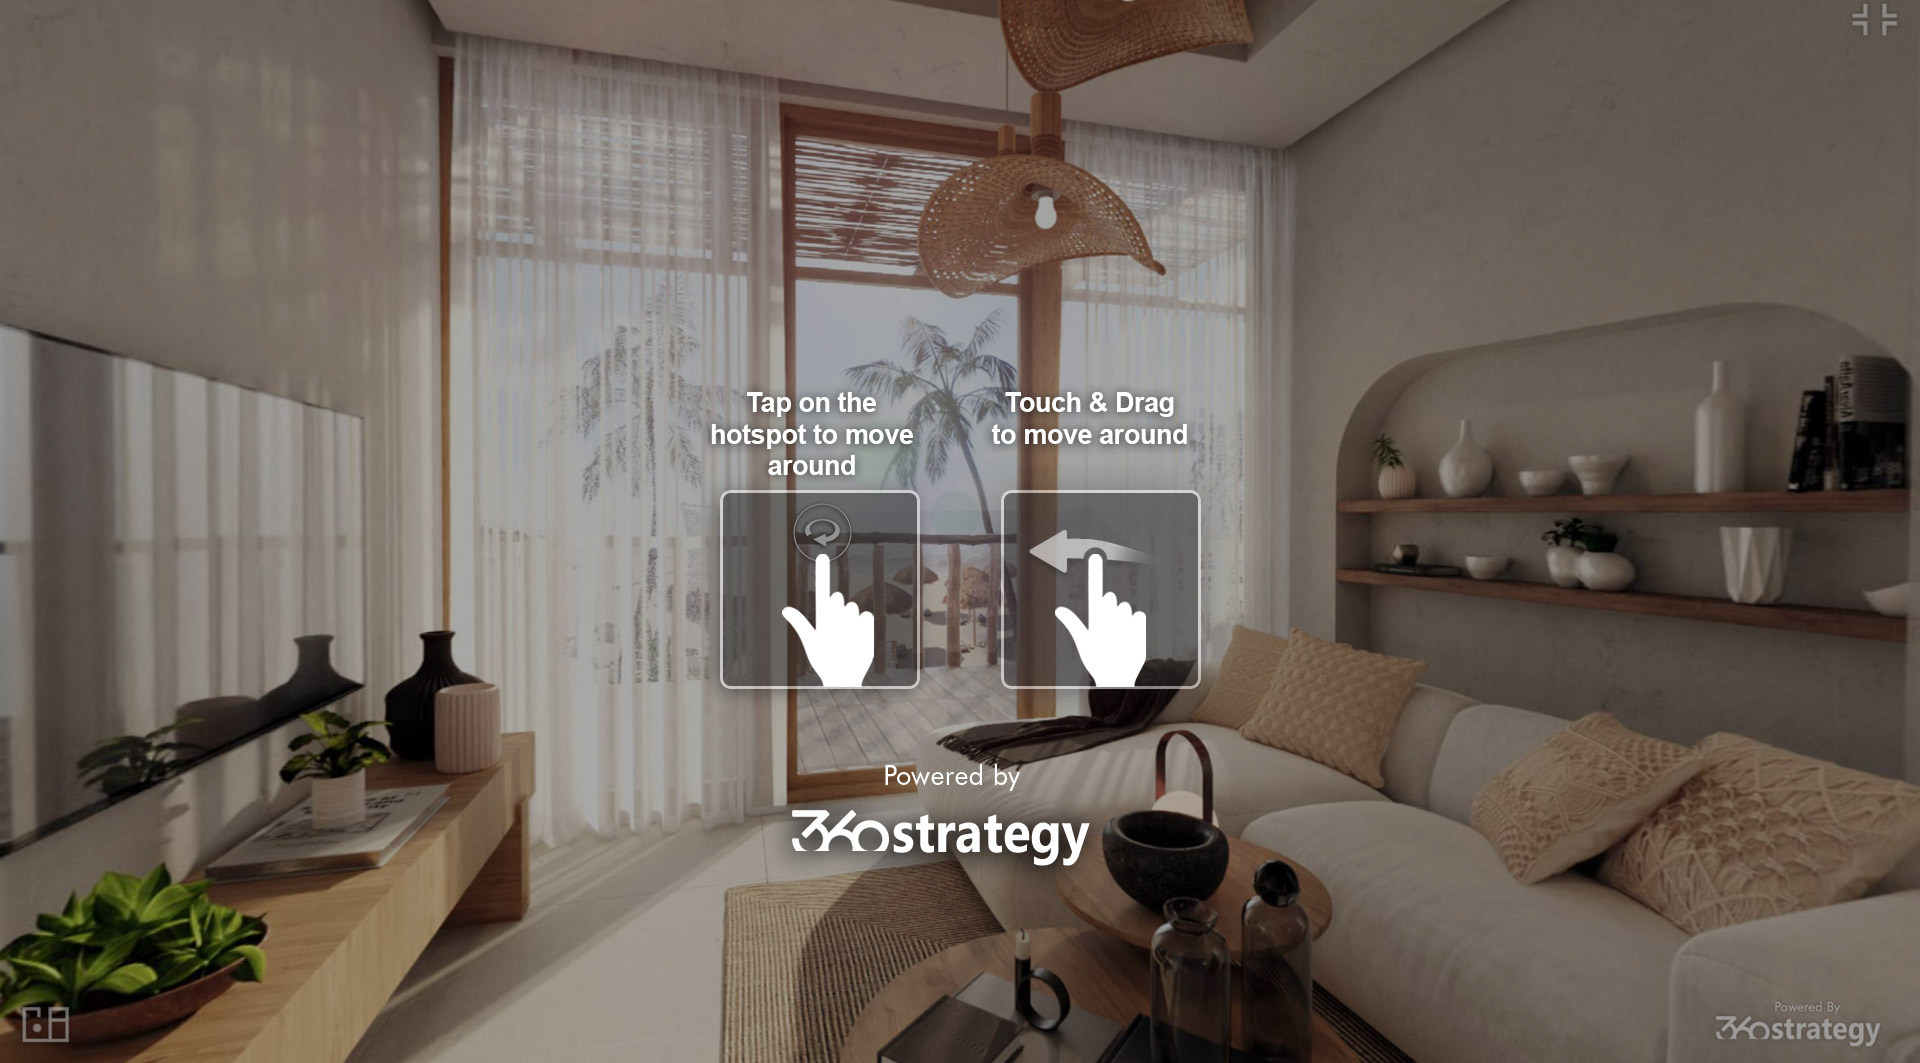 Tap on the
hotspot to move
around
Touch & Drag
to move around
Powered by
360strategy
Powered By
360strategy